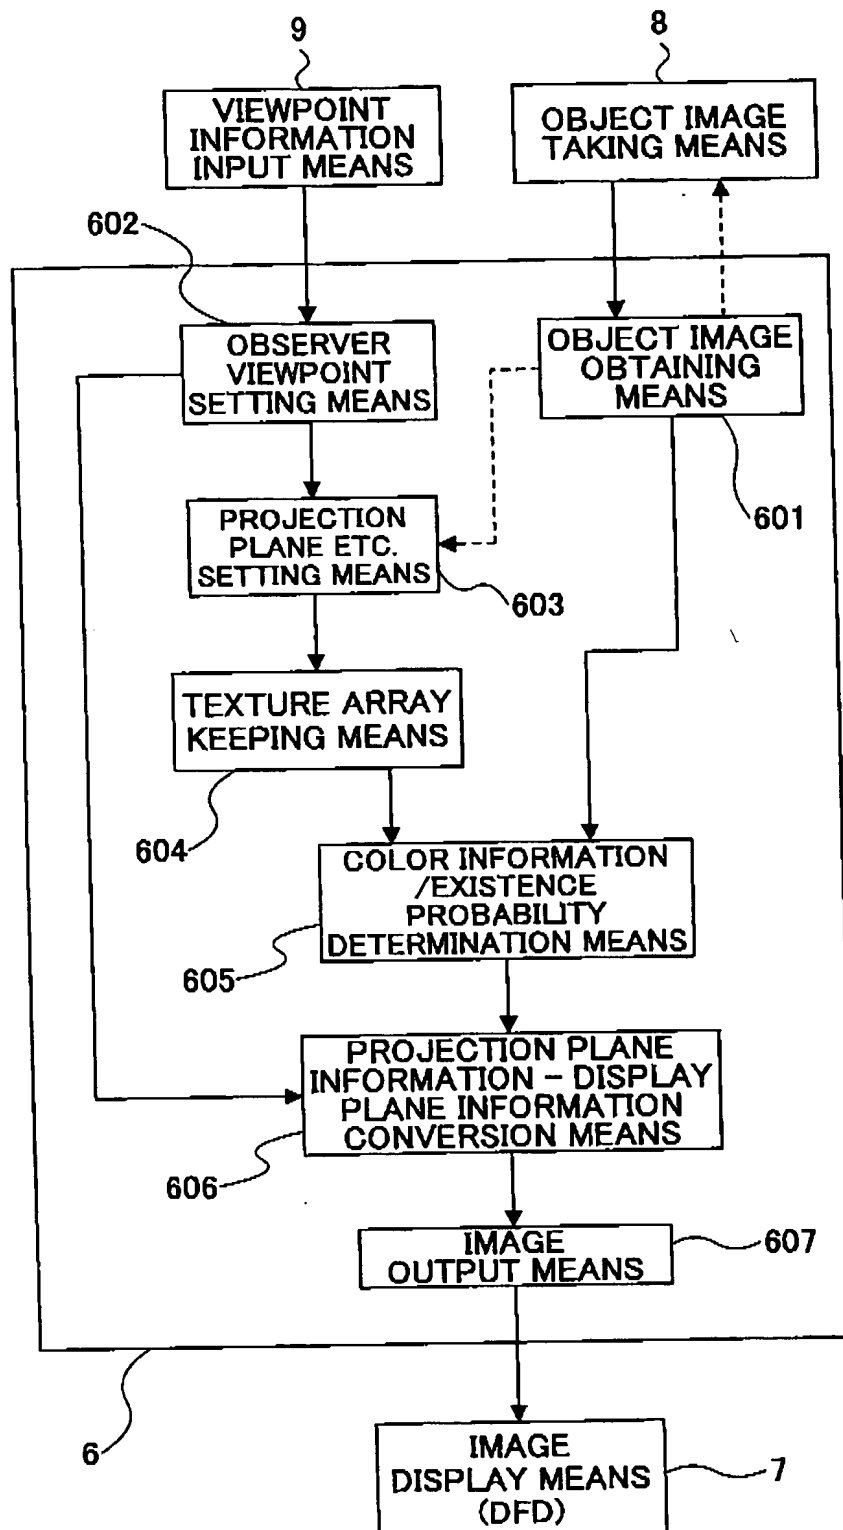 9
8
VIEWPOINT
INFORMATION
INPUT MEANS
OBJECT IMAGE
TAKING MEANS
602
OBSERVER
VIEWPOINT
SETTING MEANS
OBJECT IMAGE
OBTAINING
MEANS
601
PROJECTION
PLANE ETC.
SETTING MEANS
603
TEXTURE ARRAY
KEEPING MEANS
604
COLOR INFORMATION
/EXISTENCE
PROBABILITY
DETERMINATION MEANS
605
PROJECTION PLANE
INFORMATION – DISPLAY
PLANE INFORMATION
CONVERSION MEANS
606
IMAGE
OUTPUT MEANS
607
6
IMAGE
DISPLAY MEANS
(DFD)
7